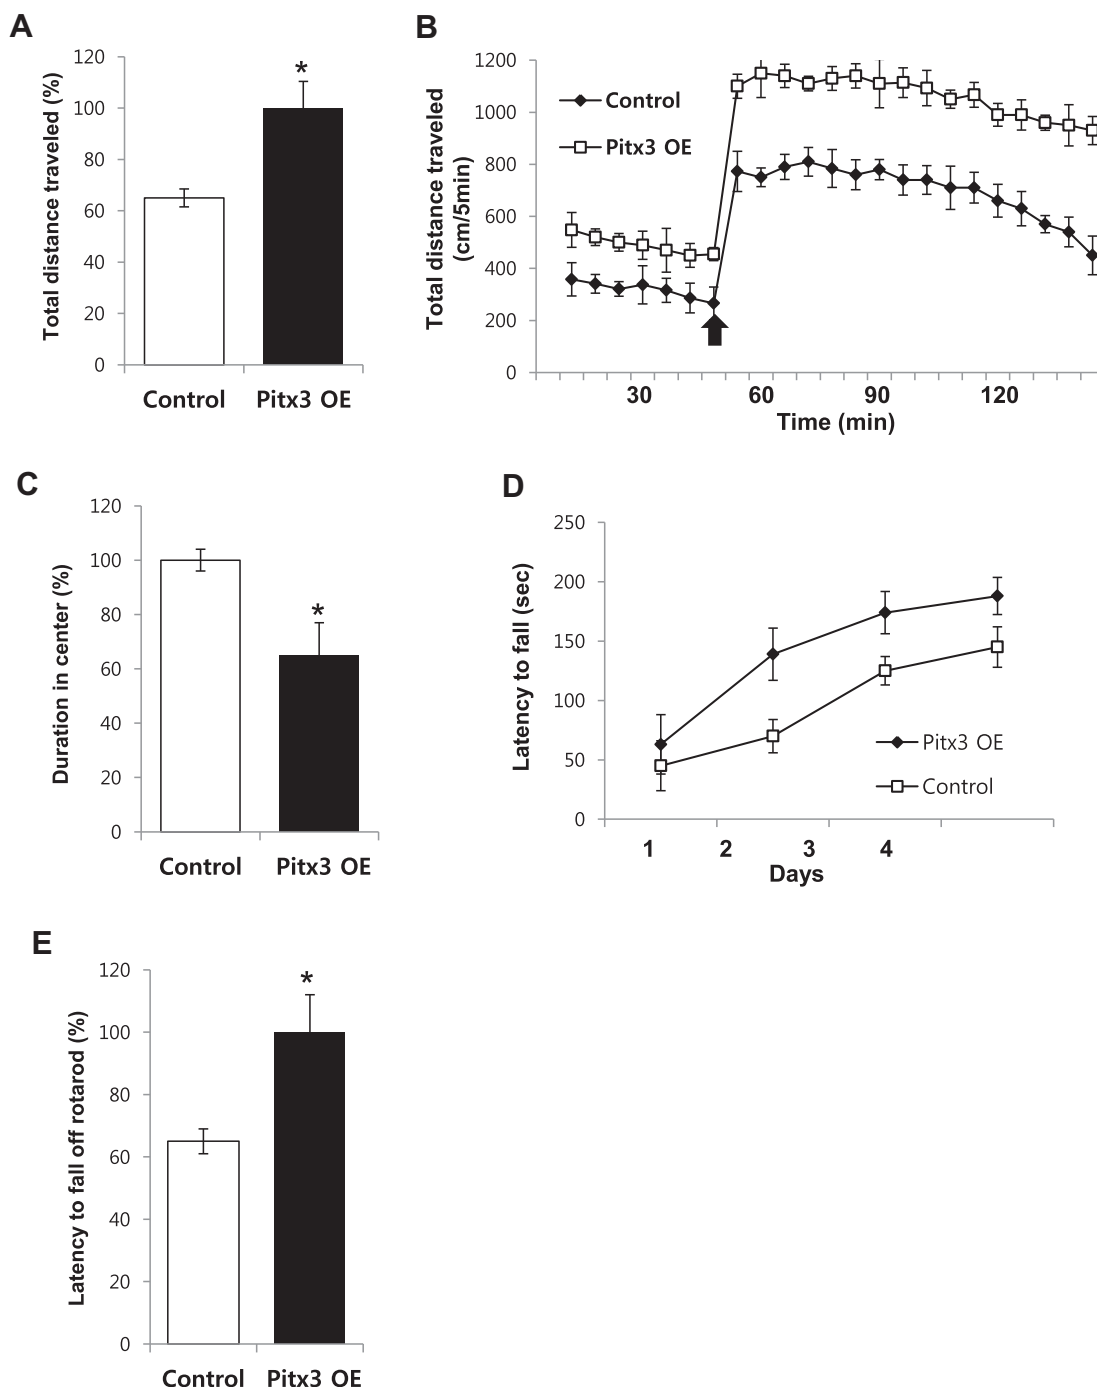 A
Total distance traveled (%)
120
100
80
60
40
20
0
*
Control Pitx3 OE
B
Total distance traveled
(cm/5min)
1200
1000
800
600
400
200
0
Control
Pitx3 OE
30 60 90 120
Time (min)
C
Duration in center (%)
120
100
80
60
40
20
0
*
Control Pitx3 OE
D
Latency to fall (sec)
250
200
150
100
50
0
Pitx3 OE
Control
1 2 3 4
Days
E
Latency to fall off rotarod (%)
120
100
80
60
40
20
0
*
Control Pitx3 OE